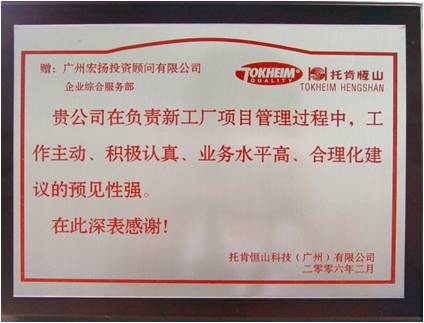 赠：广州宏扬投资顾问有限公司
企业综合服务部
TOKHEIM
QUALITY
托肯恒山
TOKHEIM HENGSHAN
贵公司在负责新工厂项目管理过程中，工
作主动、积极认真、业务水平高、合理化建
议的预见性强。
在此深表感谢！
托肯恒山科技（广州）有限公司
二零零六年二月